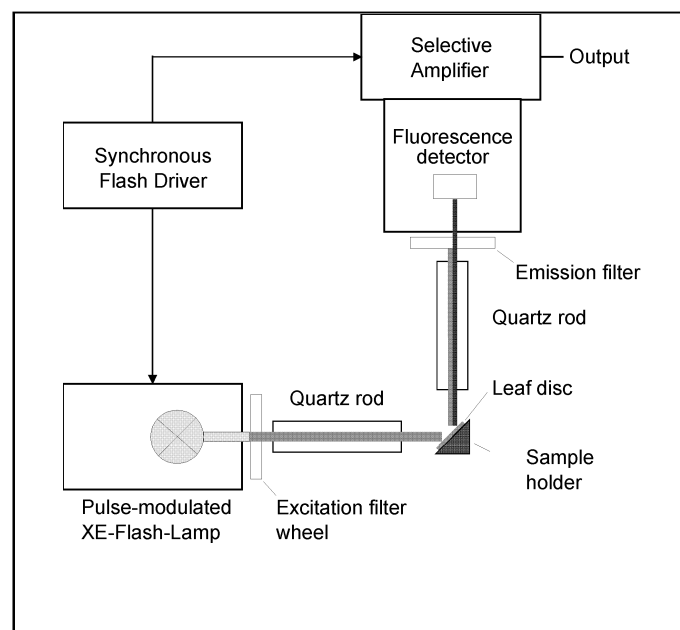 Selective
Amplifier
Output
Fluorescence
detector
Synchronous
Flash Driver
Emission filter
Quartz rod
Leaf disc
Quartz rod
Sample
holder
Pulse-modulated
XE-Flash-Lamp
Excitation filter
wheel